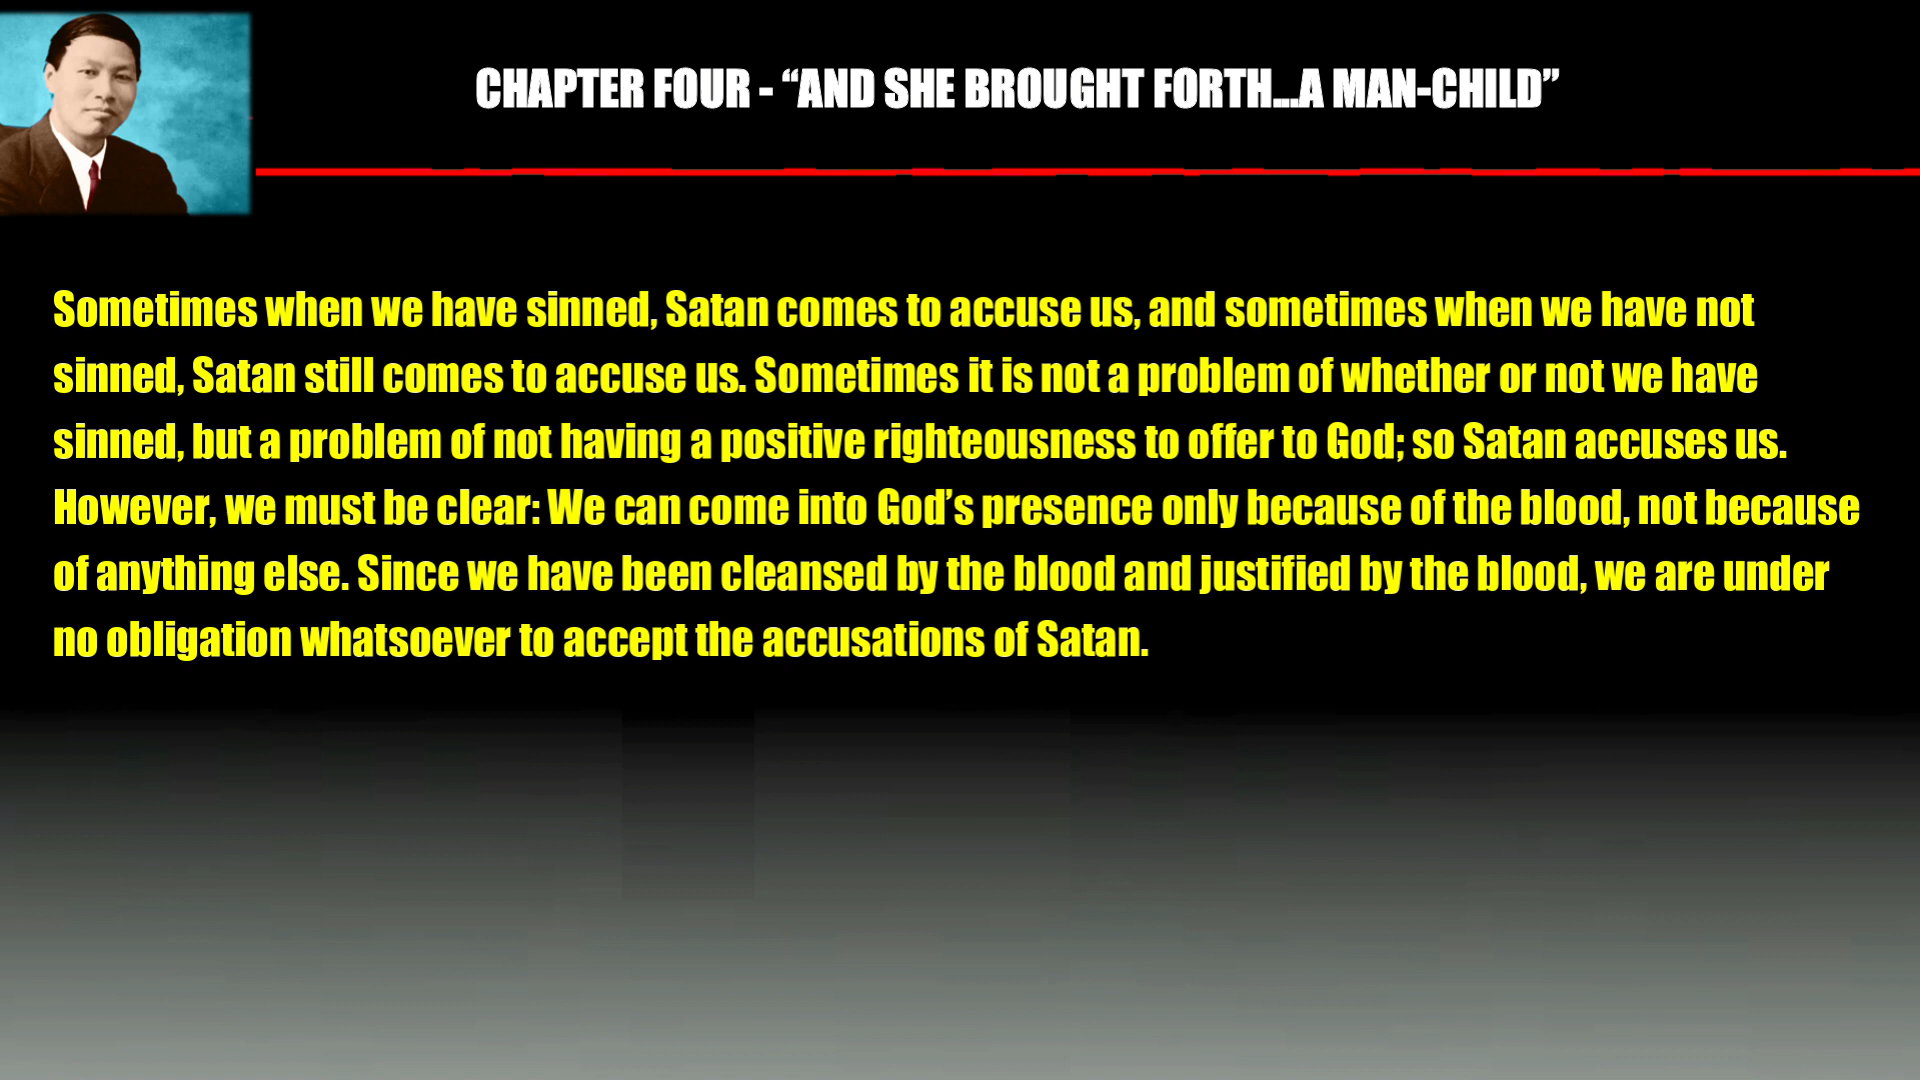 CHAPTER FOUR - “AND SHE BROUGHT FORTH...A MAN-CHILD”
Sometimes when we have sinned, Satan comes to accuse us, and sometimes when we have not
sinned, Satan still comes to accuse us. Sometimes it is not a problem of whether or not we have
sinned, but a problem of not having a positive righteousness to offer to God; so Satan accuses us.
However, we must be clear: We can come into God’s presence only because of the blood, not because
of anything else. Since we have been cleansed by the blood and justified by the blood, we are under
no obligation whatsoever to accept the accusations of Satan.